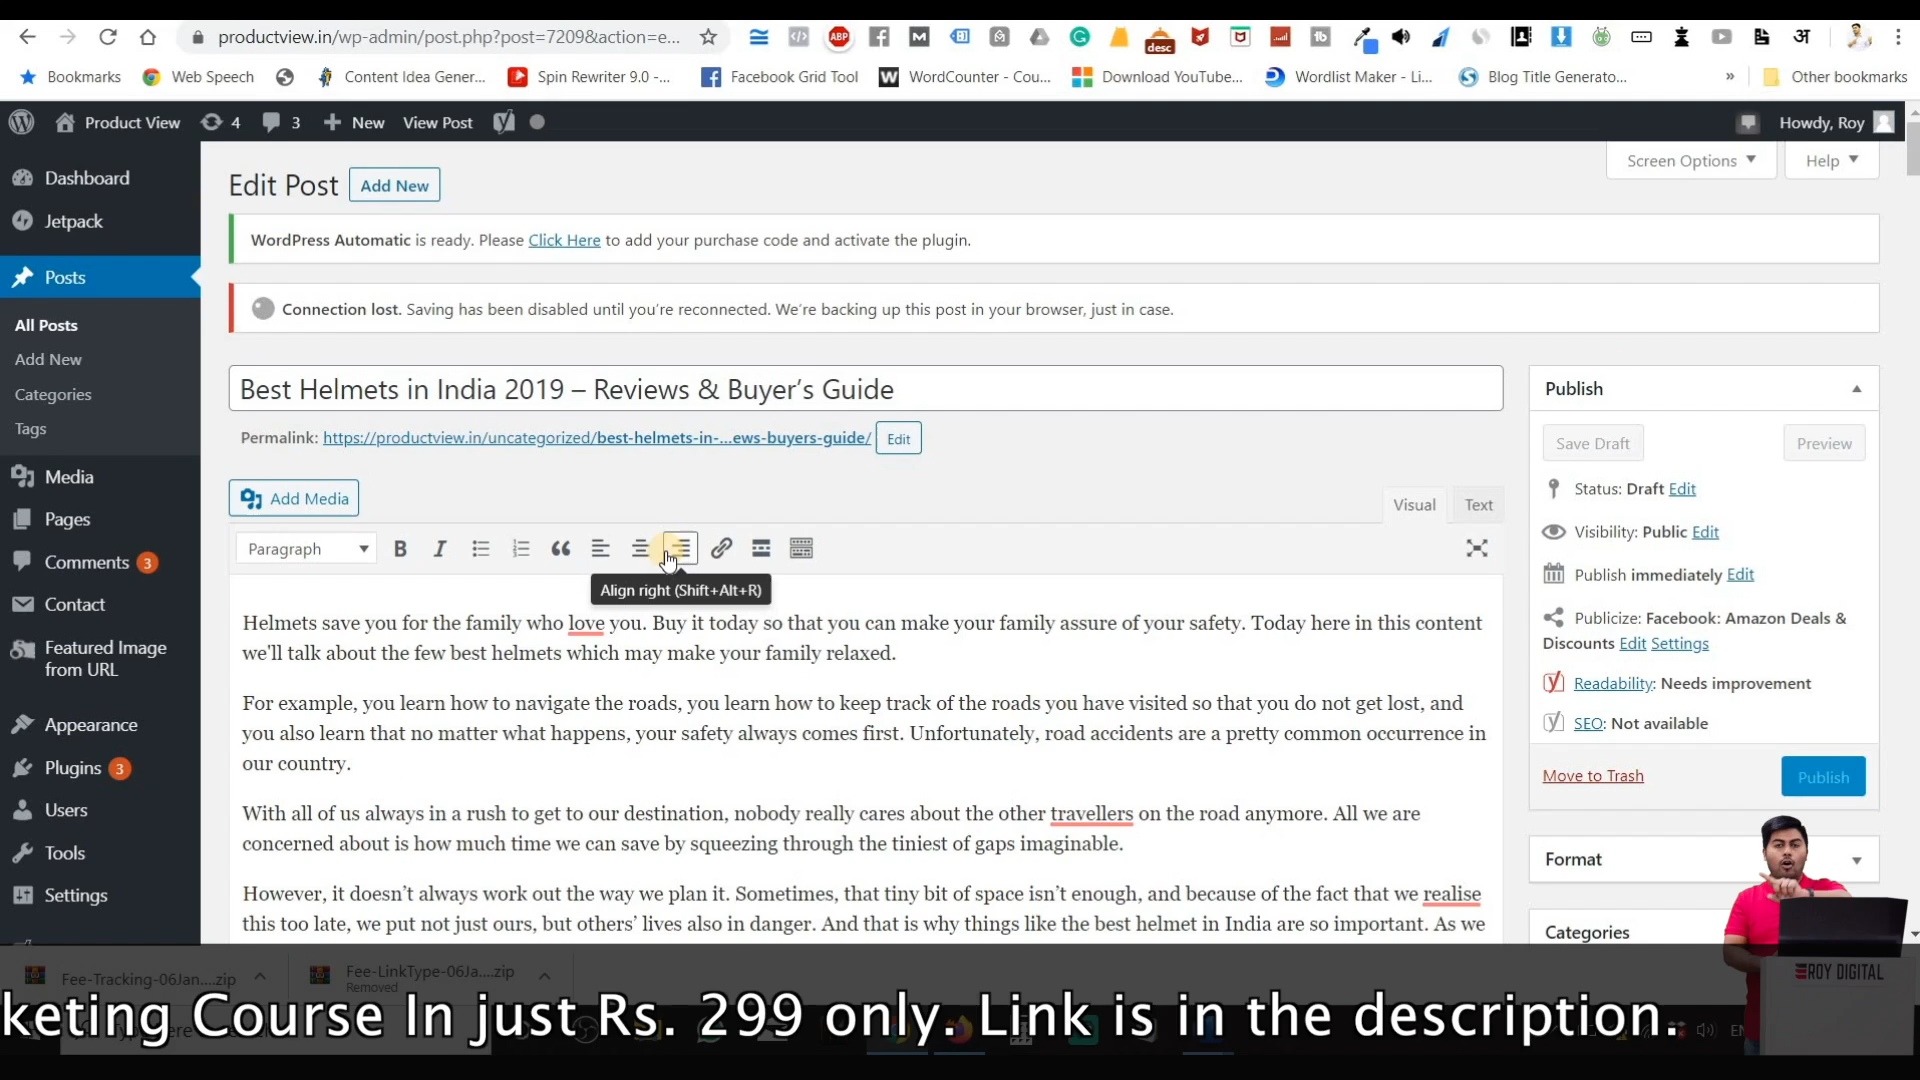 productview.in/wp-admin/post.php?post=7209&action=e...
ABP
desc
Bookmarks
Web Speech
Content Idea Gener...
Spin Rewriter 9.0 -...
Facebook Grid Tool
WordCounter - Cou...
Download YouTube...
Wordlist Maker - Li...
Blog Title Generato...
»
Other bookmarks
Product View
4
3
New
View Post
Howdy, Roy
Dashboard
Jetpack
Posts
All Posts
Add New
Categories
Tags
Media
Pages
Comments 3
Contact
Featured Image
from URL
Appearance
Plugins 3
Users
Tools
Settings
Screen Options
Help
Edit Post
Add New
WordPress Automatic is ready. Please Click Here to add your purchase code and activate the plugin.
Connection lost. Saving has been disabled until you're reconnected. We're backing up this post in your browser, just in case.
Best Helmets in India 2019 – Reviews & Buyer's Guide
Permalink: https://productview.in/uncategorized/best-helmets-in-...ews-buyers-guide/
Edit
Add Media
Visual
Text
Paragraph
B
I
Align right (Shift+Alt+R)
Helmets save you for the family who love you. Buy it today so that you can make your family assure of your safety. Today here in this content
we'll talk about the few best helmets which may make your family relaxed.
For example, you learn how to navigate the roads, you learn how to keep track of the roads you have visited so that you do not get lost, and
you also learn that no matter what happens, your safety always comes first. Unfortunately, road accidents are a pretty common occurrence in
our country.
With all of us always in a rush to get to our destination, nobody really cares about the other travellers on the road anymore. All we are
concerned about is how much time we can save by squeezing through the tiniest of gaps imaginable.
However, it doesn't always work out the way we plan it. Sometimes, that tiny bit of space isn't enough, and because of the fact that we realise
this too late, we put not just ours, but others' lives also in danger. And that is why things like the best helmet in India are so important. As we
Publish
Save Draft
Preview
Status: Draft Edit
Visibility: Public Edit
Publish immediately Edit
Publicize: Facebook: Amazon Deals &
Discounts Edit Settings
Readability: Needs improvement
SEO: Not available
Move to Trash
Publish
Format
Categories
ROY DIGITAL
Fee-Tracking-06Jan....zip
Fee-LinkType-06Ja....zip
Removed
keting Course In just Rs. 299 only. Link is in the description.